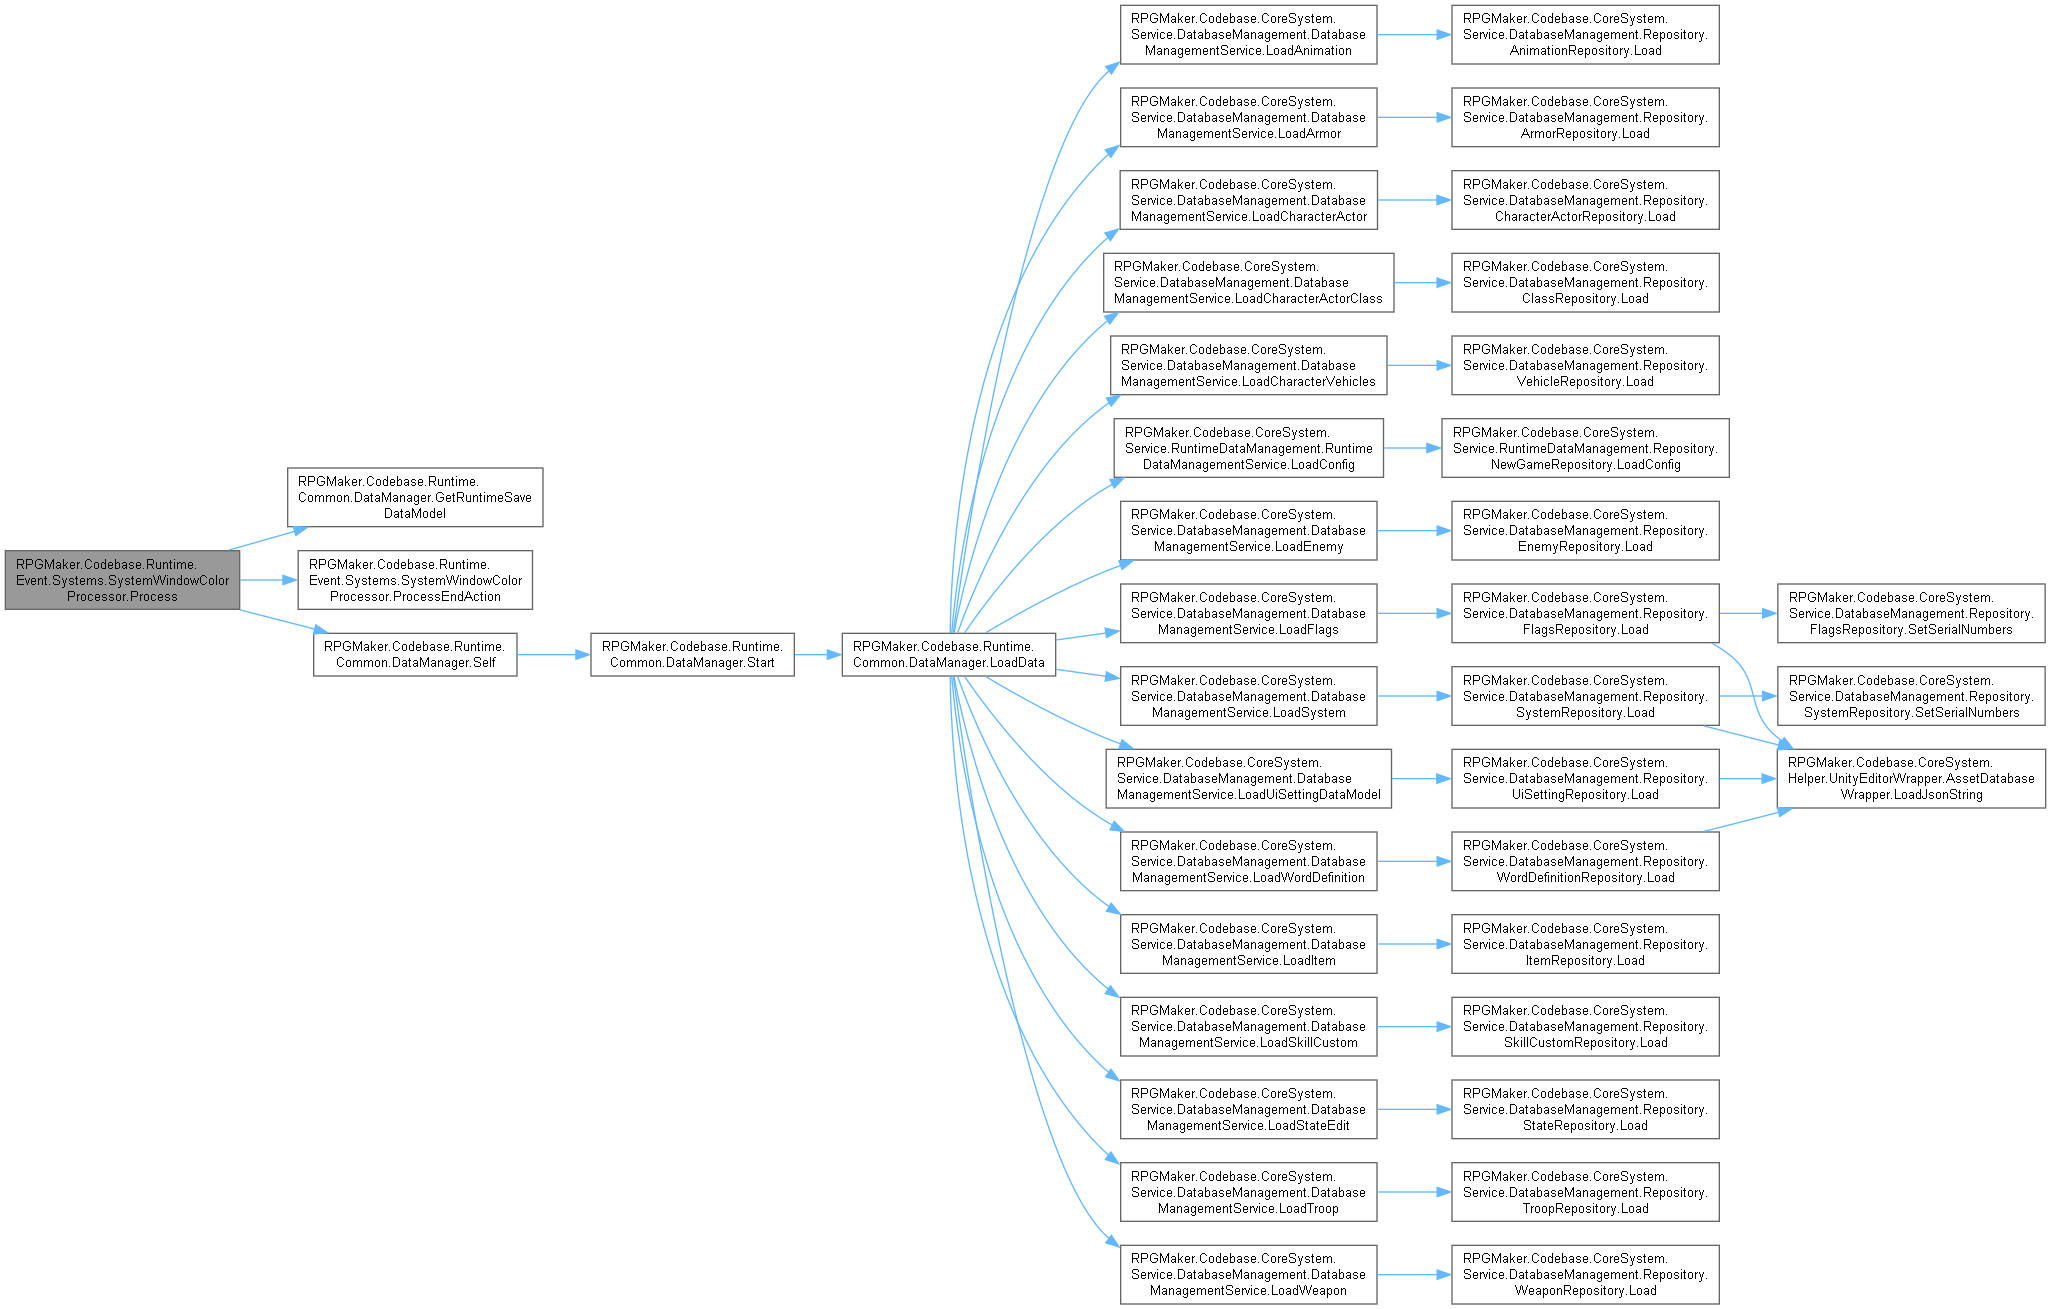 RPGMaker.Codebase.Runtime.
Event.Systems.SystemWindowColor
Processor.Process
RPGMaker.Codebase.Runtime.
Common.DataManager.GetRuntimeSave
DataModel
RPGMaker.Codebase.Runtime.
Event.Systems.SystemWindowColor
Processor.ProcessEndAction
RPGMaker.Codebase.Runtime.
Common.DataManager.Self
RPGMaker.Codebase.Runtime.
Common.DataManager.Start
RPGMaker.Codebase.Runtime.
Common.DataManager.LoadData
RPGMaker.Codebase.CoreSystem.
Service.DatabaseManagement.Database
ManagementService.LoadAnimation
RPGMaker.Codebase.CoreSystem.
Service.DatabaseManagement.Repository.
AnimationRepository.Load
RPGMaker.Codebase.CoreSystem.
Service.DatabaseManagement.Database
ManagementService.LoadArmor
RPGMaker.Codebase.CoreSystem.
Service.DatabaseManagement.Repository.
ArmorRepository.Load
RPGMaker.Codebase.CoreSystem.
Service.DatabaseManagement.Database
ManagementService.LoadCharacterActor
RPGMaker.Codebase.CoreSystem.
Service.DatabaseManagement.Repository.
CharacterActorRepository.Load
RPGMaker.Codebase.CoreSystem.
Service.DatabaseManagement.Database
ManagementService.LoadCharacterActorClass
RPGMaker.Codebase.CoreSystem.
Service.DatabaseManagement.Repository.
ClassRepository.Load
RPGMaker.Codebase.CoreSystem.
Service.DatabaseManagement.Database
ManagementService.LoadCharacterVehicles
RPGMaker.Codebase.CoreSystem.
Service.DatabaseManagement.Repository.
VehicleRepository.Load
RPGMaker.Codebase.CoreSystem.
Service.RuntimeDataManagement.Runtime
DataManagementService.LoadConfig
RPGMaker.Codebase.CoreSystem.
Service.RuntimeDataManagement.Repository.
NewGameRepository.LoadConfig
RPGMaker.Codebase.CoreSystem.
Service.DatabaseManagement.Database
ManagementService.LoadEnemy
RPGMaker.Codebase.CoreSystem.
Service.DatabaseManagement.Repository.
EnemyRepository.Load
RPGMaker.Codebase.CoreSystem.
Service.DatabaseManagement.Database
ManagementService.LoadFlags
RPGMaker.Codebase.CoreSystem.
Service.DatabaseManagement.Repository.
FlagsRepository.Load
RPGMaker.Codebase.CoreSystem.
Service.DatabaseManagement.Repository.
FlagsRepository.SetSerialNumbers
RPGMaker.Codebase.CoreSystem.
Service.DatabaseManagement.Database
ManagementService.LoadSystem
RPGMaker.Codebase.CoreSystem.
Service.DatabaseManagement.Repository.
SystemRepository.Load
RPGMaker.Codebase.CoreSystem.
Service.DatabaseManagement.Repository.
SystemRepository.SetSerialNumbers
RPGMaker.Codebase.CoreSystem.
Service.DatabaseManagement.Database
ManagementService.LoadUiSettingDataModel
RPGMaker.Codebase.CoreSystem.
Service.DatabaseManagement.Repository.
UiSettingRepository.Load
RPGMaker.Codebase.CoreSystem.
Helper.UnityEditorWrapper.AssetDatabase
Wrapper.LoadJsonString
RPGMaker.Codebase.CoreSystem.
Service.DatabaseManagement.Database
ManagementService.LoadWordDefinition
RPGMaker.Codebase.CoreSystem.
Service.DatabaseManagement.Repository.
WordDefinitionRepository.Load
RPGMaker.Codebase.CoreSystem.
Service.DatabaseManagement.Database
ManagementService.LoadItem
RPGMaker.Codebase.CoreSystem.
Service.DatabaseManagement.Repository.
ItemRepository.Load
RPGMaker.Codebase.CoreSystem.
Service.DatabaseManagement.Database
ManagementService.LoadSkillCustom
RPGMaker.Codebase.CoreSystem.
Service.DatabaseManagement.Repository.
SkillCustomRepository.Load
RPGMaker.Codebase.CoreSystem.
Service.DatabaseManagement.Database
ManagementService.LoadStateEdit
RPGMaker.Codebase.CoreSystem.
Service.DatabaseManagement.Repository.
StateRepository.Load
RPGMaker.Codebase.CoreSystem.
Service.DatabaseManagement.Database
ManagementService.LoadTroop
RPGMaker.Codebase.CoreSystem.
Service.DatabaseManagement.Repository.
TroopRepository.Load
RPGMaker.Codebase.CoreSystem.
Service.DatabaseManagement.Database
ManagementService.LoadWeapon
RPGMaker.Codebase.CoreSystem.
Service.DatabaseManagement.Repository.
WeaponRepository.Load